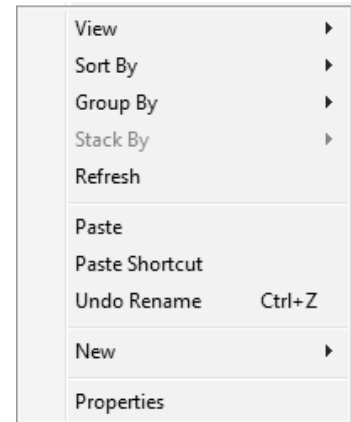 View
Sort By
Group By
Stack By
Refresh
Paste
Paste Shortcut
Undo Rename Ctrl+Z
New
Properties